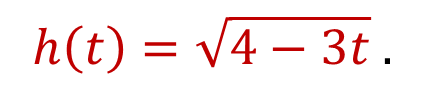 h(t) = √4 − 3t .